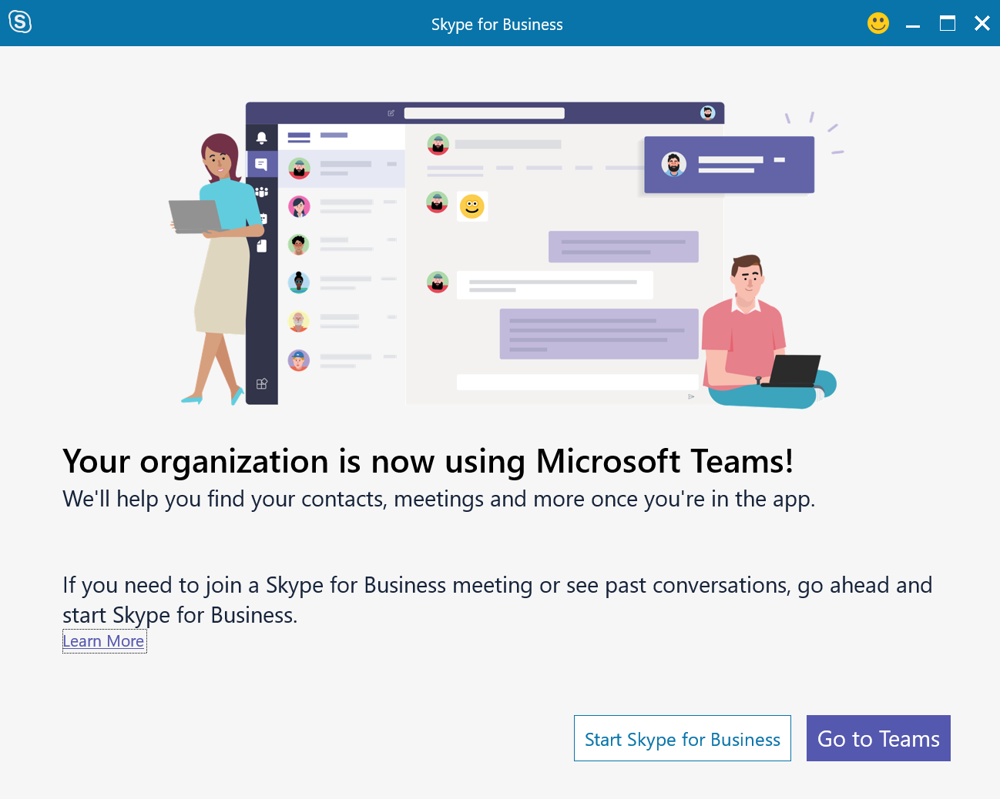 Skype for Business
Your organization is now using Microsoft Teams!
We'll help you find your contacts, meetings and more once you're in the app.
If you need to join a Skype for Business meeting or see past conversations, go ahead and
start Skype for Business.
Learn More
Start Skype for Business
Go to Teams